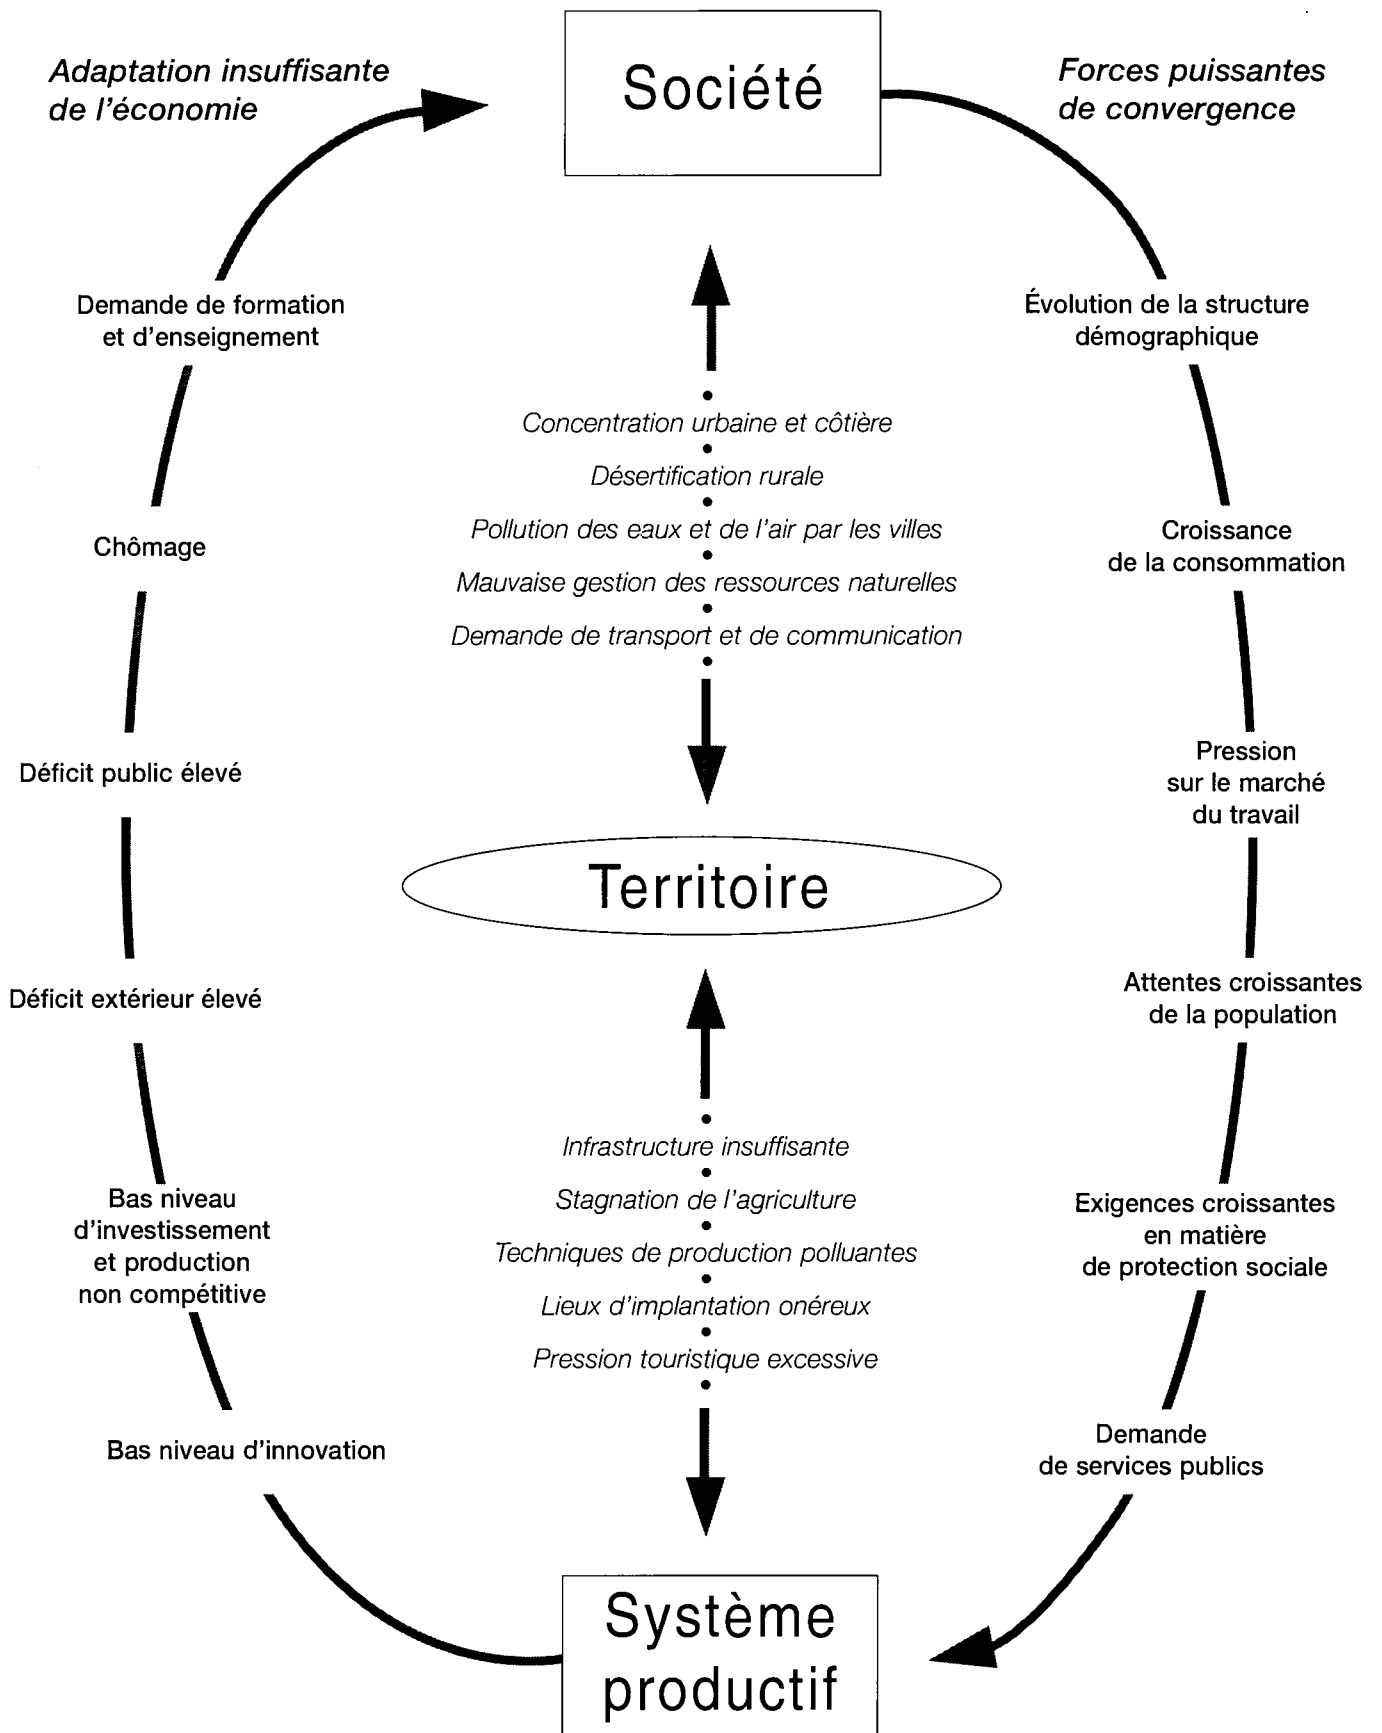 Adaptation insuffisante
de l'économie
Société
Forces puissantes
de convergence
Demande de formation
et d'enseignement
Chômage
Déficit public élevé
Déficit extérieur élevé
Bas niveau
d'investissement
et production
non compétitive
Bas niveau d'innovation
Concentration urbaine et côtière
Désertification rurale
Pollution des eaux et de l'air par les villes
Mauvaise gestion des ressources naturelles
Demande de transport et de communication
Territoire
Infrastructure insuffisante
Stagnation de l'agriculture
Techniques de production polluantes
Lieux d'implantation onéreux
Pression touristique excessive
Évolution de la structure
démographique
Croissance
de la consommation
Pression
sur le marché
du travail
Attentes croissantes
de la population
Exigences croissantes
en matière
de protection sociale
Demande
de services publics
Système
productif